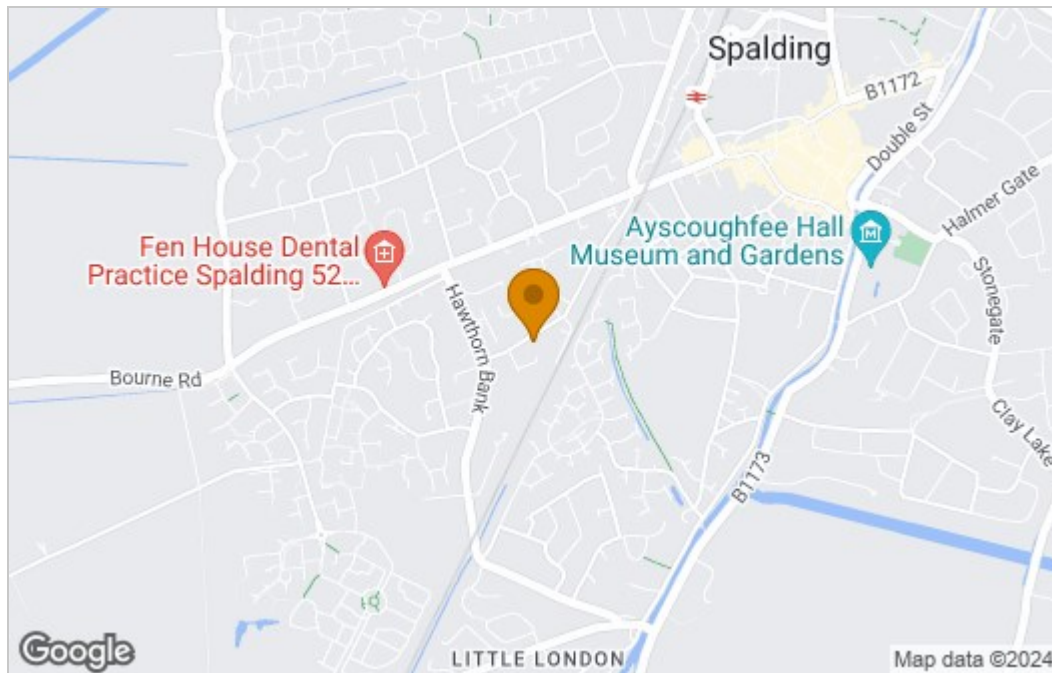 Spalding
B1172
Double St
Halmer Gate
Ayscoughfee Hall
Museum and Gardens
Fen House Dental
Practice Spalding 52...
Stonegate
Hawthorn Bank
Bourne Rd
Clay Lake
B1173
LITTLE LONDON
Google
Map data ©2024